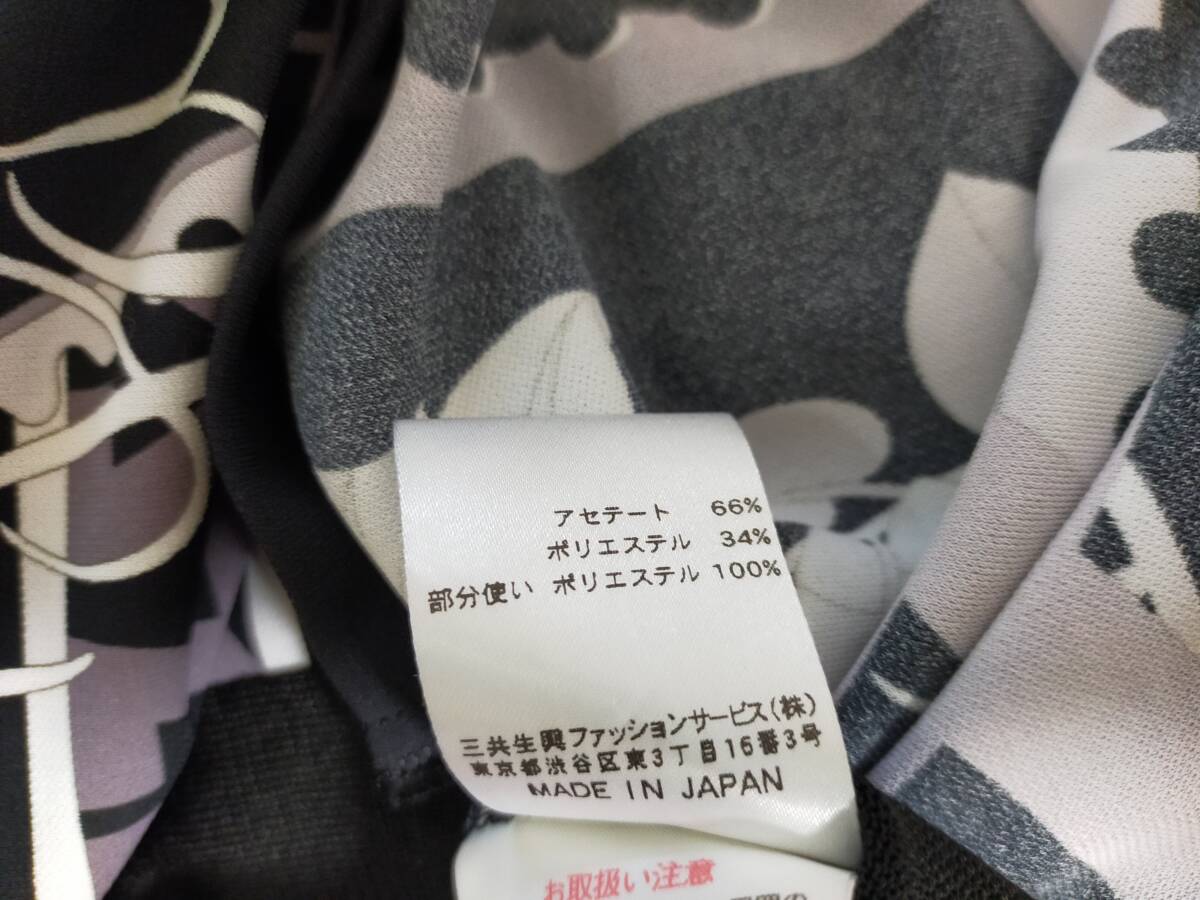 アセテート 66%
ポリエステル 34%
部分使い ポリエステル 100%
三共生興ファッションサービス(株)
東京都渋谷区東3丁目16番3号
MADE IN JAPAN
お取扱い注意